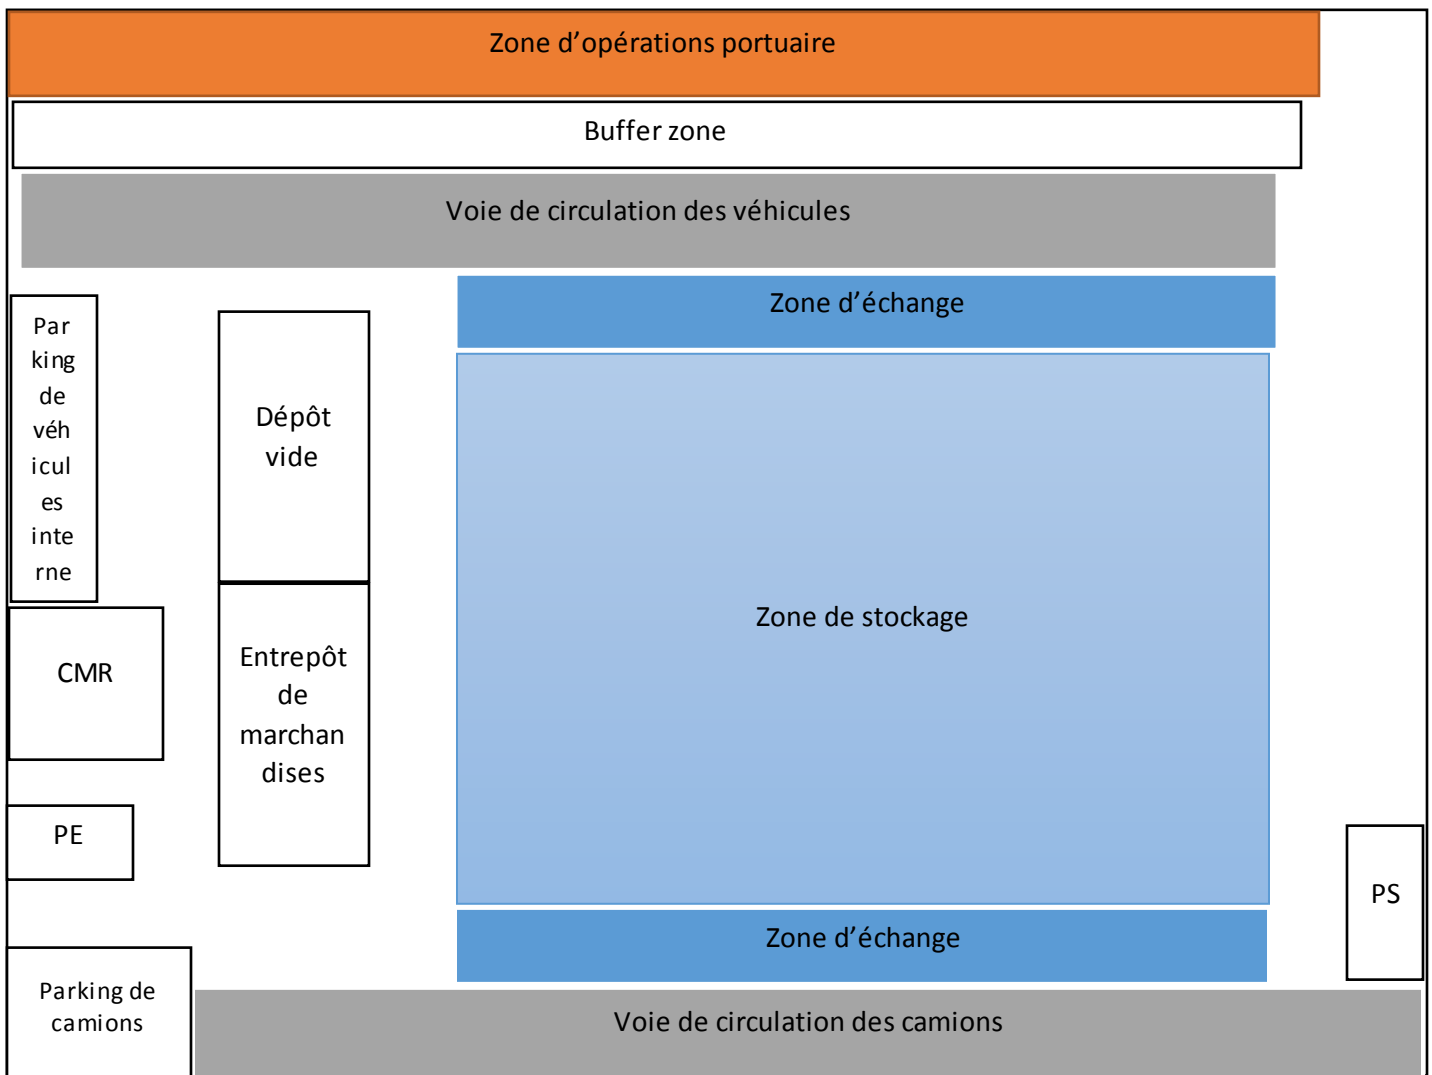 Zone d’opérations portuaire
Buffer zone
Voie de circulation des véhicules
Zone d’échange
Par
king
de
véh
icul
es
inte
rne
Dépôt
vide
Zone de stockage
CMR
Entrepôt
de
marchan
dises
PE
PS
Zone d’échange
Parking de
camions
Voie de circulation des camions